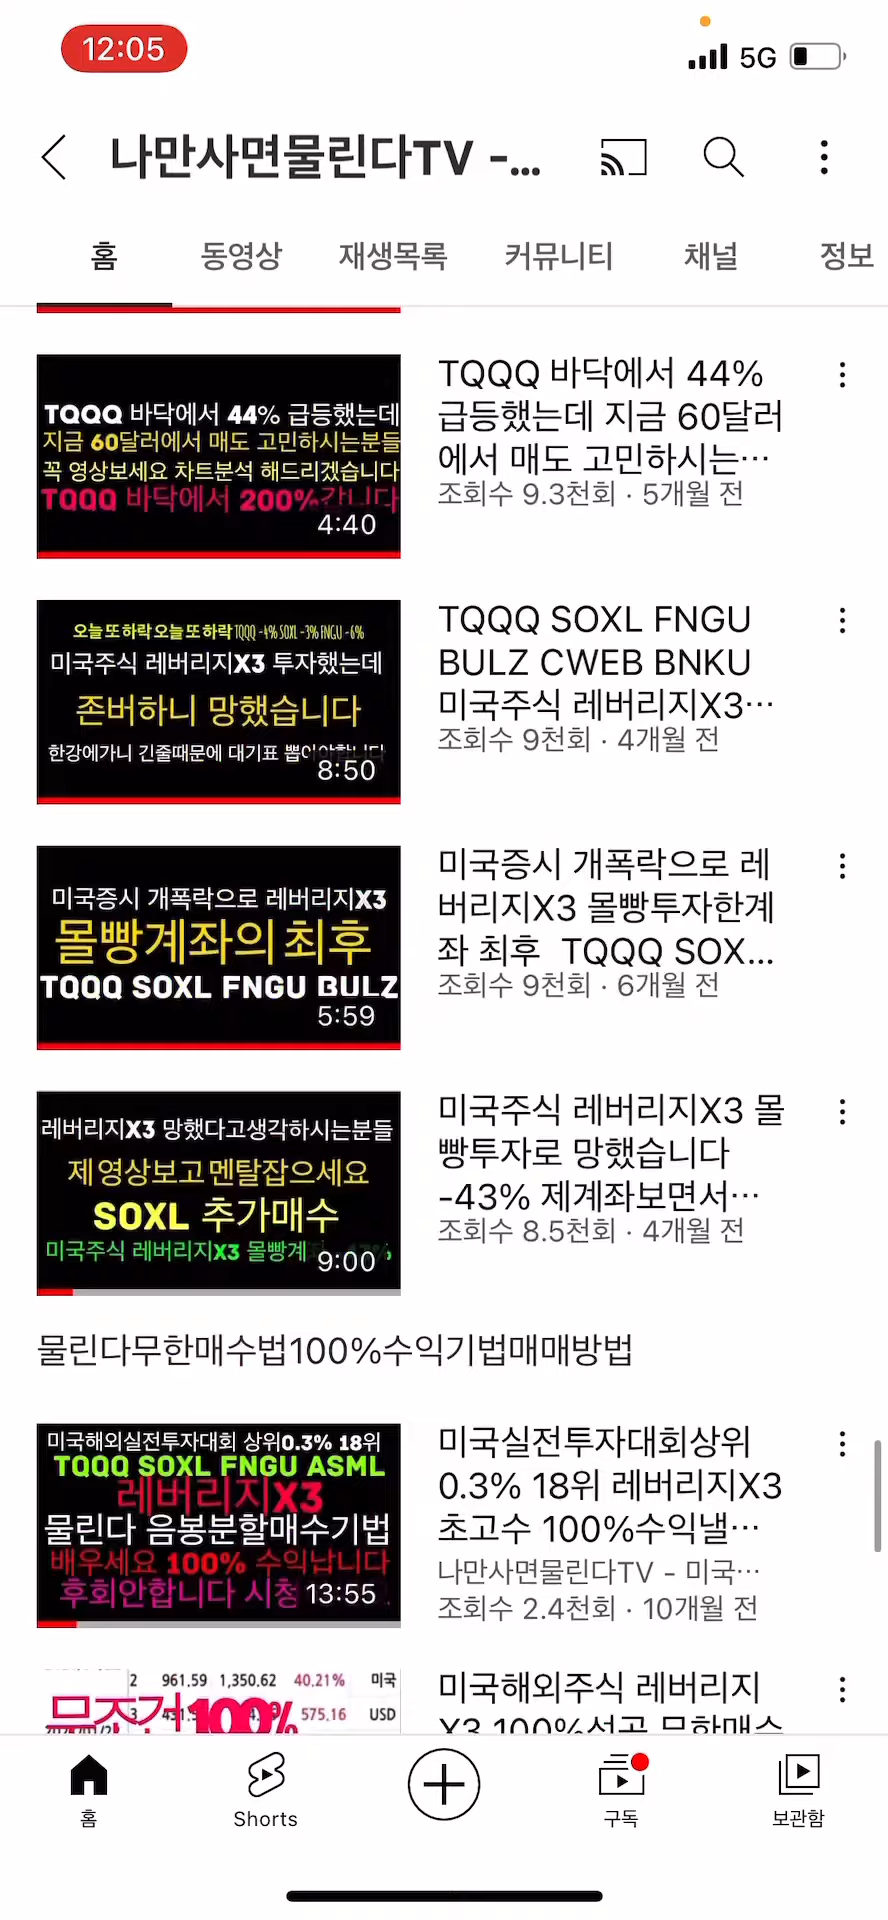 12:05
5G
나만사면물린다TV -...
홈 동영상 재생목록 커뮤니티 채널 정보
TQQQ 바닥에서 44% 급등했는데
지금 60달러에서 매도 고민하시는분들
꼭 영상보세요 차트분석 해드리겠습니다
TQQQ 바닥에서 200%갑니다
4:40
TQQQ 바닥에서 44%
급등했는데 지금 60달러
에서 매도 고민하시는…
조회수 9.3천회 · 5개월 전
오늘 또 하락 오늘 또 하락 TQQQ -4% SOXL -3% FNGU -6%
미국주식 레버리지X3 투자했는데
존버하니 망했습니다
한강에가니 긴줄때문에 대기표 뽑아야합니다
8:50
TQQQ SOXL FNGU
BULZ CWEB BNKU
미국주식 레버리지X3…
조회수 9천회 · 4개월 전
미국증시 개폭락으로 레버리지X3
몰빵계좌의 최후
TQQQ SOXL FNGU BULZ
5:59
미국증시 개폭락으로 레
버리지X3 몰빵투자한계
좌 최후 TQQQ SOX...
조회수 9천회 · 6개월 전
레버리지X3 망했다고생각하시는분들
제영상보고 멘탈잡으세요
SOXL 추가매수
미국주식 레버리지X3 몰빵계
9:00
미국주식 레버리지X3 몰
빵투자로 망했습니다
-43% 제계좌보면서…
조회수 8.5천회 · 4개월 전
물린다무한매수법100%수익기법매매방법
미국해외실전투자대회 상위0.3% 18위
TQQQ SOXL FNGU ASML
레버리지X3
물린다 음봉분할매수기법
배우세요 100% 수익납니다
후회안합니다 시청
13:55
미국실전투자대회상위
0.3% 18위 레버리지X3
초고수 100%수익낼…
나만사면물린다TV - 미국…
조회수 2.4천회 · 10개월 전
2 961.59 1,350.62 40.21% 미국
무조건100%
3 575.16 USD
미국해외주식 레버리지
X3 100%성공 무한매수
홈 Shorts 구독 보관함